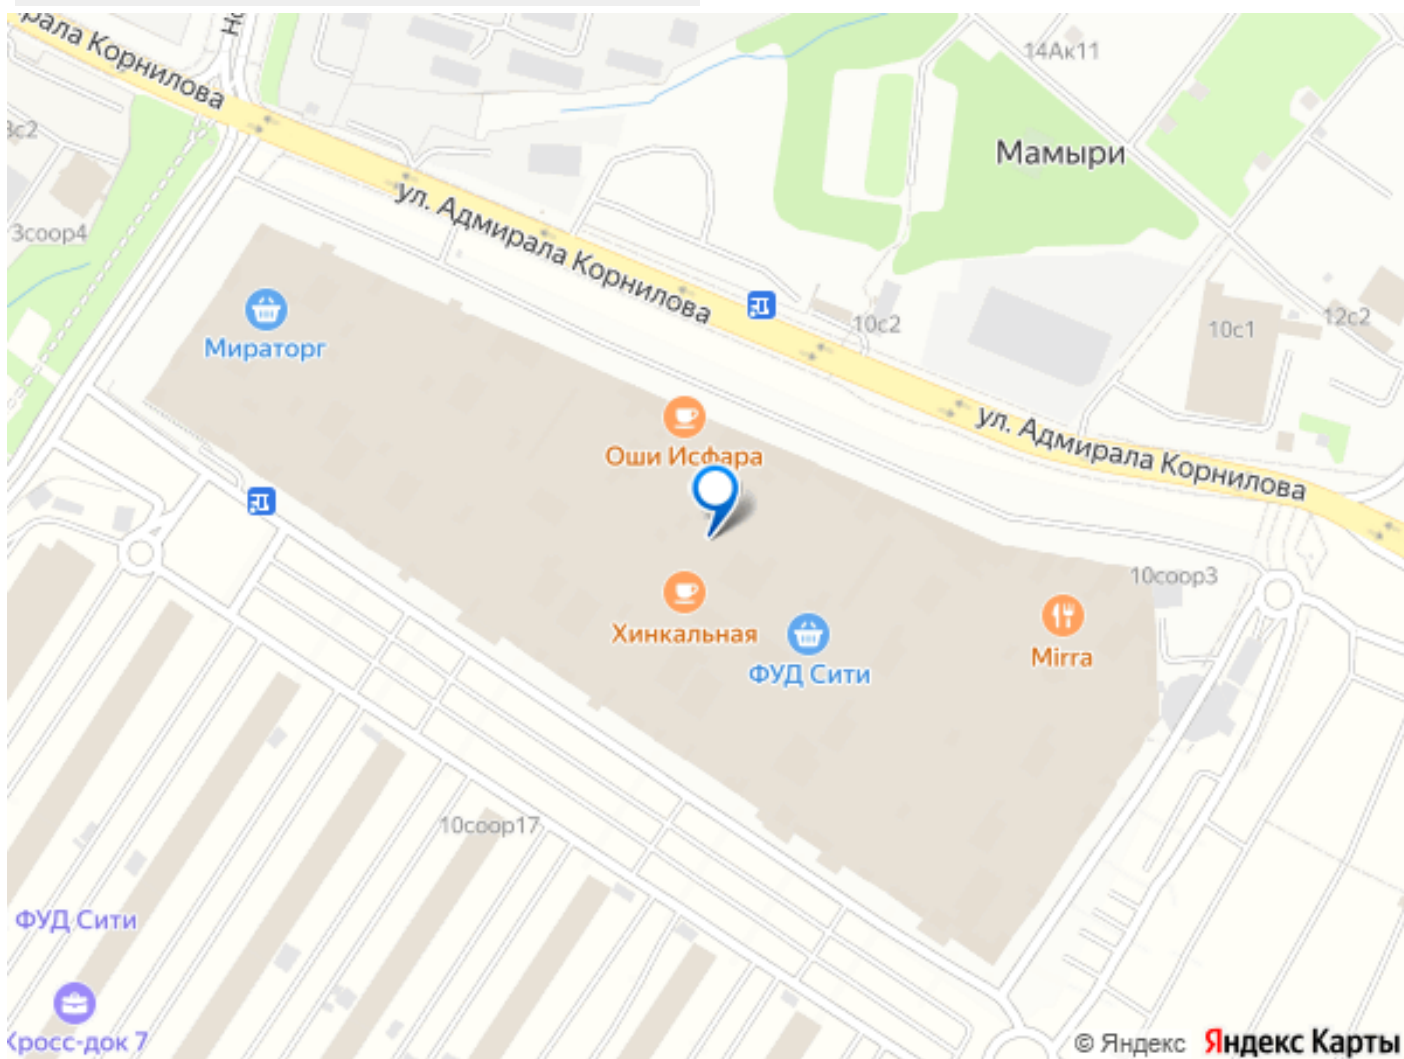 рала Корнилова
14Ак11
3с2
Мамыри
ул. Адмирала Корнилова
3соор4
10с2
10с1
12с2
Мираторг
Оши Исфара
ул. Адмирала Корнилова
10соор3
Хинкальная
ФУД Сити
Mirra
10соор17
ФУД Сити
Кросс-док 7
© Яндекс Яндекс Карты